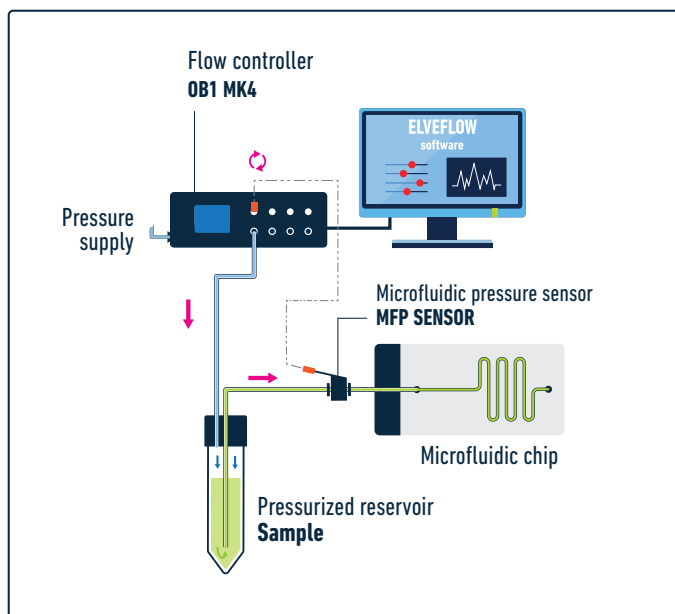 Flow controller
OB1 MK4
ELVEFLOW
software
Pressure
supply
Microfluidic pressure sensor
MFP SENSOR
Microfluidic chip
Pressurized reservoir
Sample